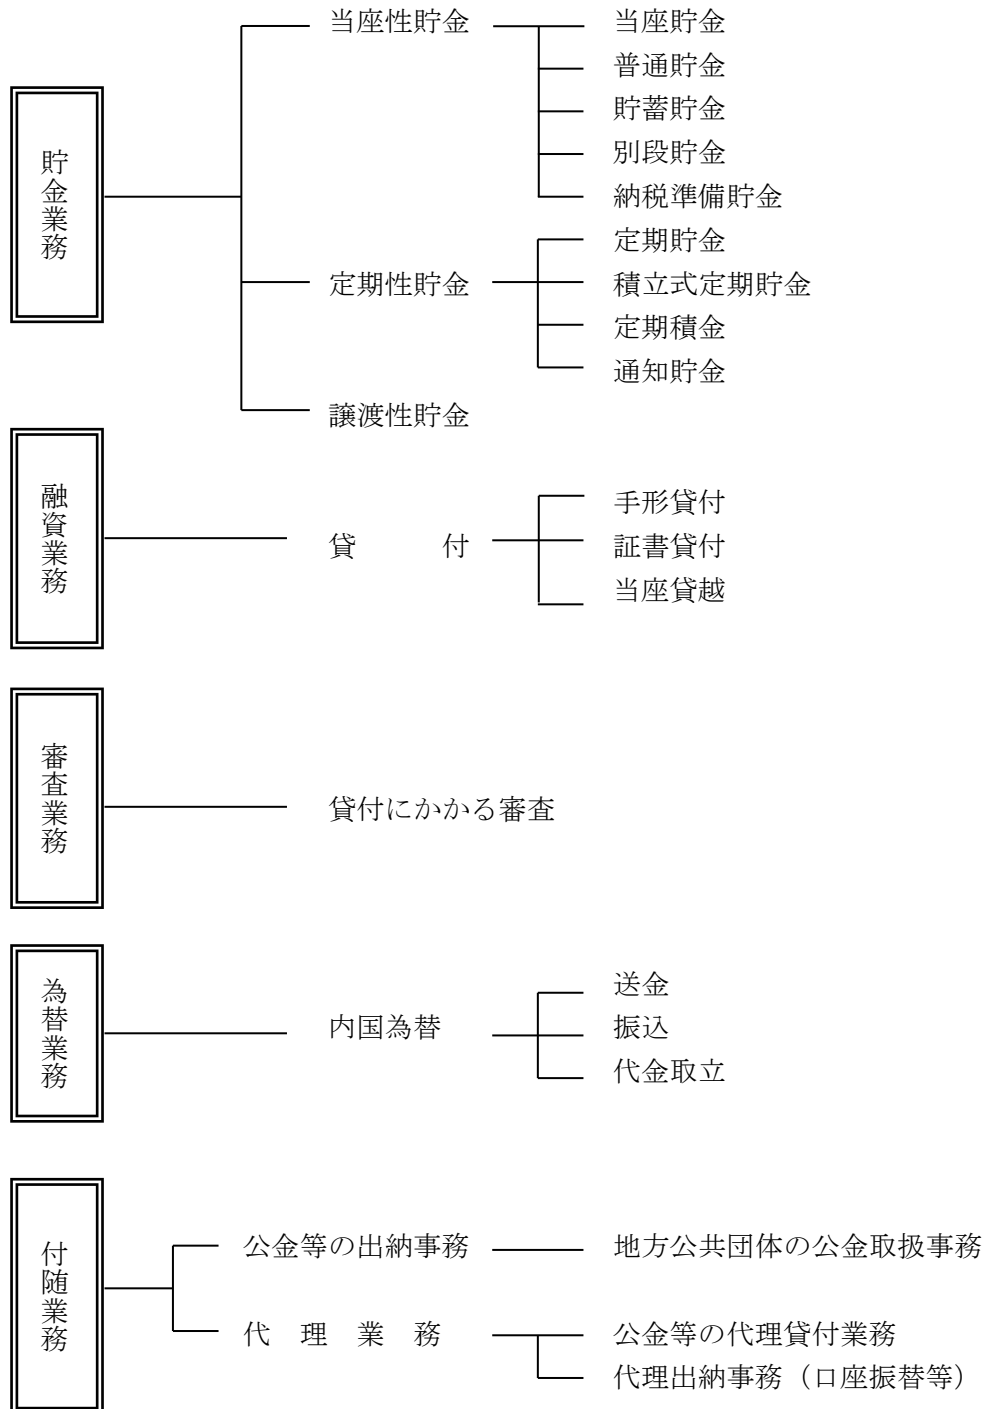 貯金業務
当座性貯金
当座貯金
普通貯金
貯蓄貯金
別段貯金
納税準備貯金
定期性貯金
定期貯金
積立式定期貯金
定期積金
通知貯金
譲渡性貯金
融資業務
貸　　　付
手形貸付
証書貸付
当座貸越
審査業務
貸付にかかる審査
為替業務
内国為替
送金
振込
代金取立
付随業務
公金等の出納事務
地方公共団体の公金取扱事務
代　理　業　務
公金等の代理貸付業務
代理出納事務（口座振替等）